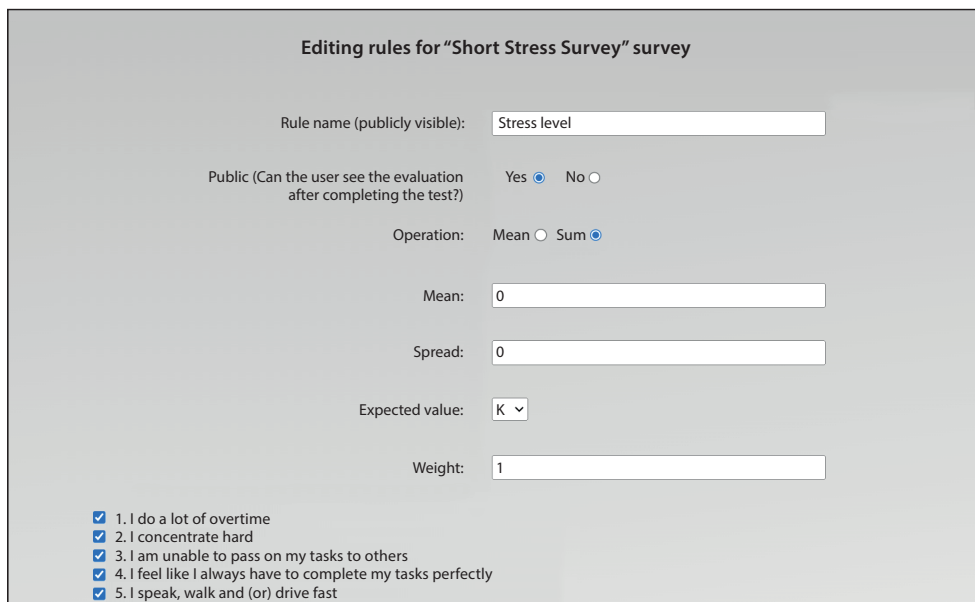 Editing rules for “Short Stress Survey” survey
Rule name (publicly visible): Stress level
Public (Can the user see the evaluation Yes No
after completing the test?)
Operation: Mean Sum
Mean: 0
Spread: 0
Expected value: K
Weight: 1
1. I do a lot of overtime
2. I concentrate hard
3. I am unable to pass on my tasks to others
4. I feel like I always have to complete my tasks perfectly
5. I speak, walk and (or) drive fast